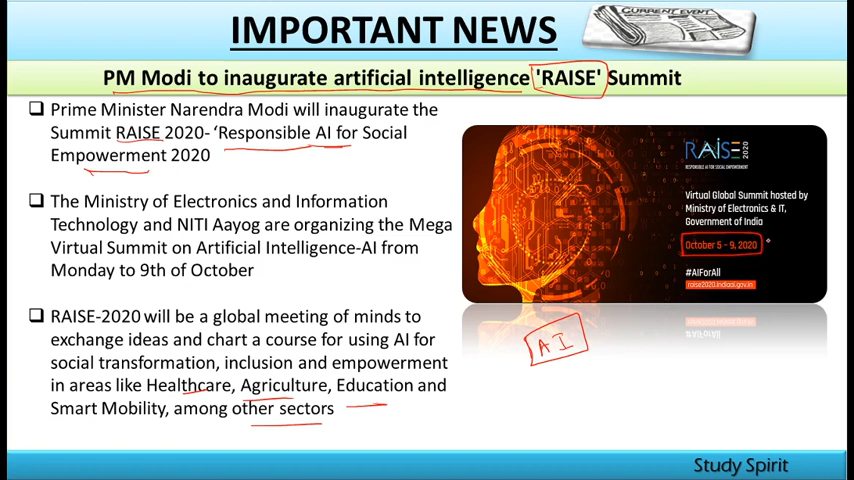 IMPORTANT NEWS
CURRENT EVENT
PM Modi to inaugurate artificial intelligence 'RAISE' Summit
❑ Prime Minister Narendra Modi will inaugurate the
Summit RAISE 2020- ‘Responsible AI for Social
Empowerment 2020
❑ The Ministry of Electronics and Information
Technology and NITI Aayog are organizing the Mega
Virtual Summit on Artificial Intelligence-AI from
Monday to 9th of October
❑ RAISE-2020 will be a global meeting of minds to
exchange ideas and chart a course for using AI for
social transformation, inclusion and empowerment
in areas like Healthcare, Agriculture, Education and
Smart Mobility, among other sectors
RAISE 2020
RESPONSIBLE AI FOR SOCIAL EMPOWERMENT
Virtual Global Summit hosted by
Ministry of Electronics & IT,
Government of India
October 5 - 9, 2020
#AIForAll
raise2020.indiaai.gov.in
AI
Study Spirit